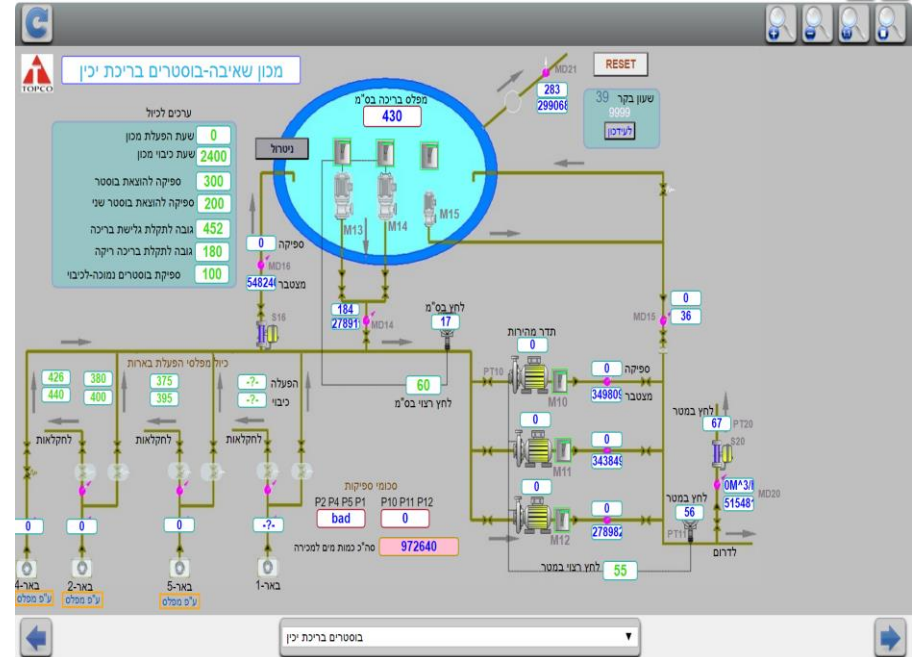 TOPCO
מכון שאיבה-בוסטרים בריכת יכין
MD21
283
299068
RESET
שעון בקר 39
9999
לעידכון
ערכים לכיול
שעת הפעלת מכון 0
שעת כיבוי מכון 2400
ספיקה להוצאת בוסטר 300
ספיקה להוצאת בוסטר שני 200
גובה לתקלת גלישת בריכה 452
גובה לתקלת בריכה ריקה 180
ספיקת בוסטרים נמוכה-לכיבוי 100
ניטרול
מפלס בריכה בס"מ
430
M13
M14
M15
ספיקה 0
MD16
מצטבר 548240
S16
184
27891
MD14
לחץ בס"מ
17
60
לחץ רצוי בס"מ
0
MD15
36
תדר מהירות
0
PT10
M10
ספיקה 0
מצטבר 349809
0
M11
0
343849
0
M12
0
278982
לחץ במטר
67
PT20
S20
0M^3/
MD20
51548
לחץ במטר
56
PT11
לדרום
לחץ רצוי במטר 55
כיול מפלסי הפעלת בארות
426
440
380
400
375
395
הפעלה -?-
כיבוי -?-
לחקלאות
לחקלאות
לחקלאות
סכומי ספיקות
P2 P4 P5 P1
P10 P11 P12
bad
0
סה"כ כמות מים למכירה 972640
0
0
0
-?-
באר-4
באר-2
באר-5
באר-1
ע"פ מפלס
ע"פ מפלס
ע"פ מפלס
בוסטרים בריכת יכין